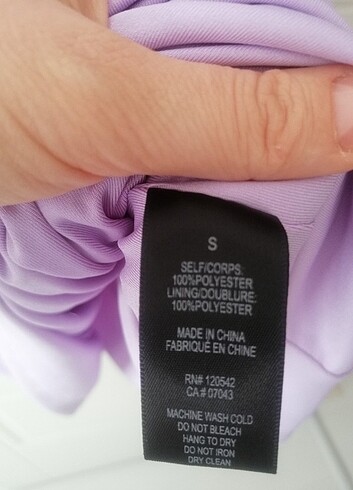 S
SELF/CORPS:
100%POLYESTER
LINING/DOUBLURE:
100%POLYESTER
MADE IN CHINA
FABRIQUÉ EN CHINE
RN# 120542
CA# 07043
MACHINE WASH COLD
DO NOT BLEACH
HANG TO DRY
DO NOT IRON
DRY CLEAN